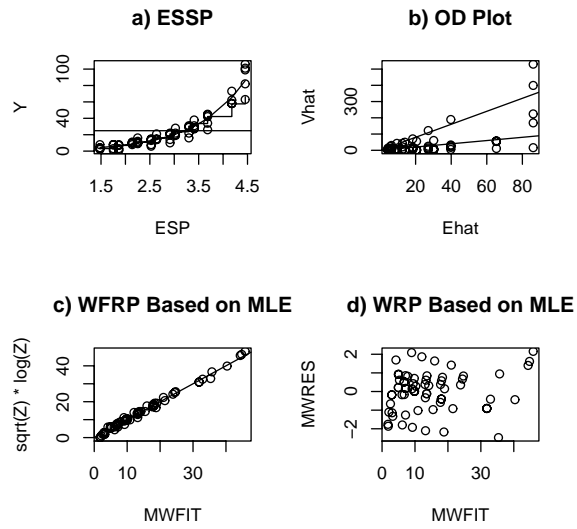 a) ESSP
Y
0 40 100
1.5 2.5 3.5 4.5
ESP
b) OD Plot
Vhat
0 300
20 40 60 80
Ehat
c) WFRP Based on MLE
sqrt(Z) * log(Z)
0 20 40
0 10 30
MWFIT
d) WRP Based on MLE
MWRES
−2 0 2
0 10 30
MWFIT